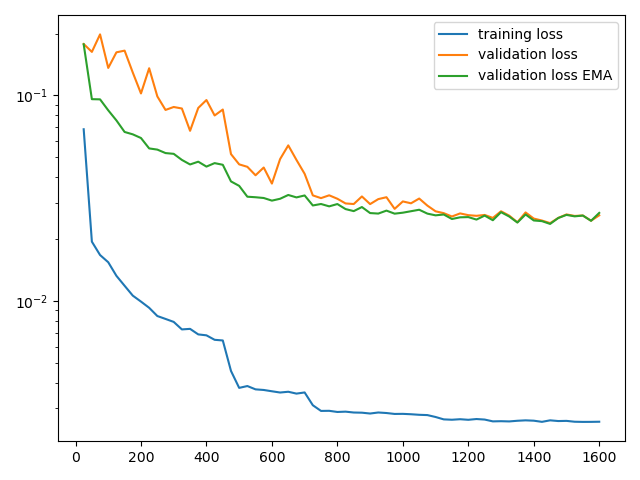 training loss
validation loss
validation loss EMA
10⁻¹
10⁻²
0 200 400 600 800 1000 1200 1400 1600